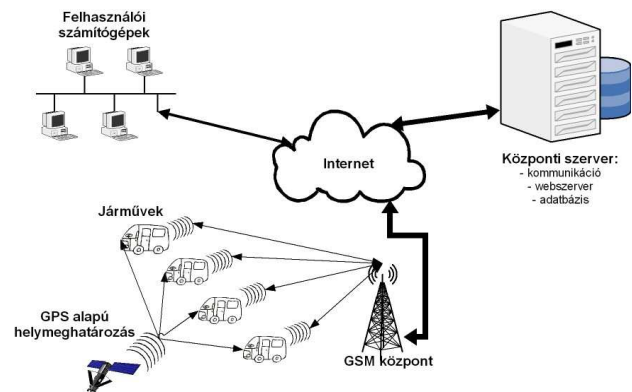 Felhasználói
számítógépek
Internet
Központi szerver:
- kommunikáció
- webszerver
- adatbázis
Járművek
GPS alapú
helymeghatározás
GSM központ